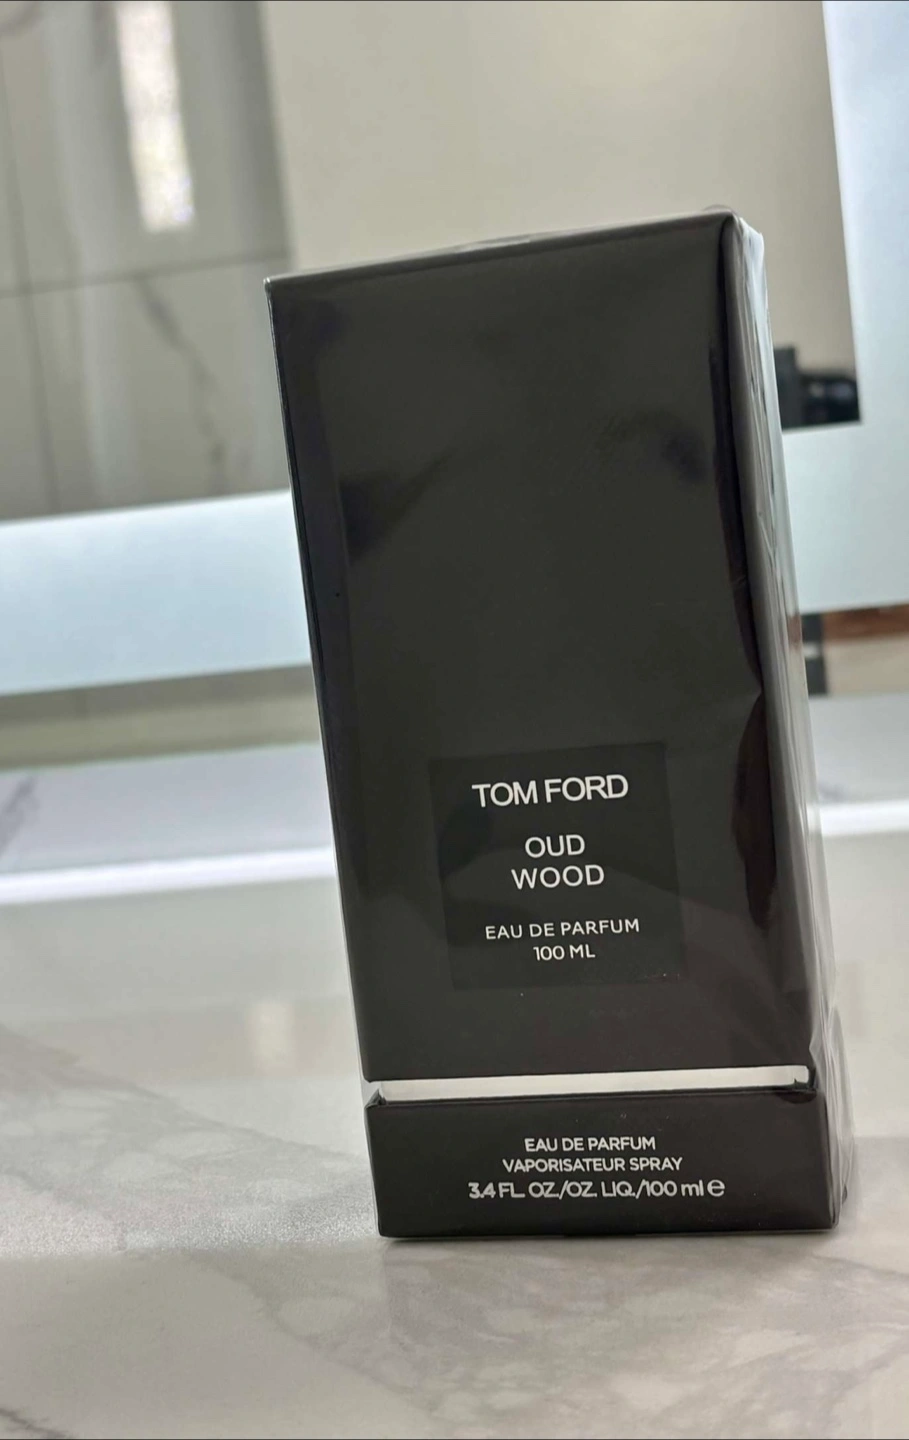 TOM FORD
OUD
WOOD
EAU DE PARFUM
100 ML
EAU DE PARFUM
VAPORISATEUR SPRAY
3.4 FL. OZ./OZ. LIQ./100 ml e